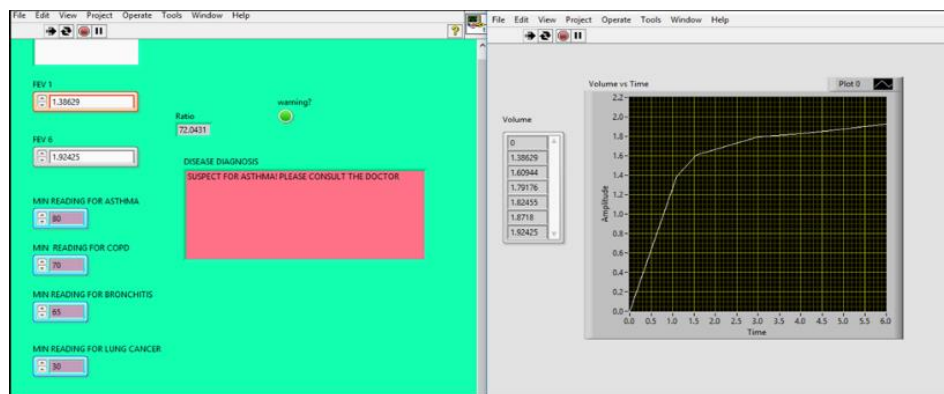 File Edit View Project Operate Tools Window Help
FEV 1
1.38629
FEV 6
1.92425
MIN READING FOR ASTHMA
80
MIN READING FOR COPD
70
MIN READING FOR BRONCHITIS
65
MIN READING FOR LUNG CANCER
30
Ratio
72.0431
warning?
DISEASE DIAGNOSIS
SUSPECT FOR ASTHMA! PLEASE CONSULT THE DOCTOR
File Edit View Project Operate Tools Window Help
Volume
0
1.38629
1.60944
1.79176
1.82455
1.8718
1.92425
Volume vs Time
Plot 0
Amplitude
2.2
2.0
1.8
1.6
1.4
1.2
1.0
0.8
0.6
0.4
0.2
0.0
0.0 0.5 1.0 1.5 2.0 2.5 3.0 3.5 4.0 4.5 5.0 5.5 6.0
Time